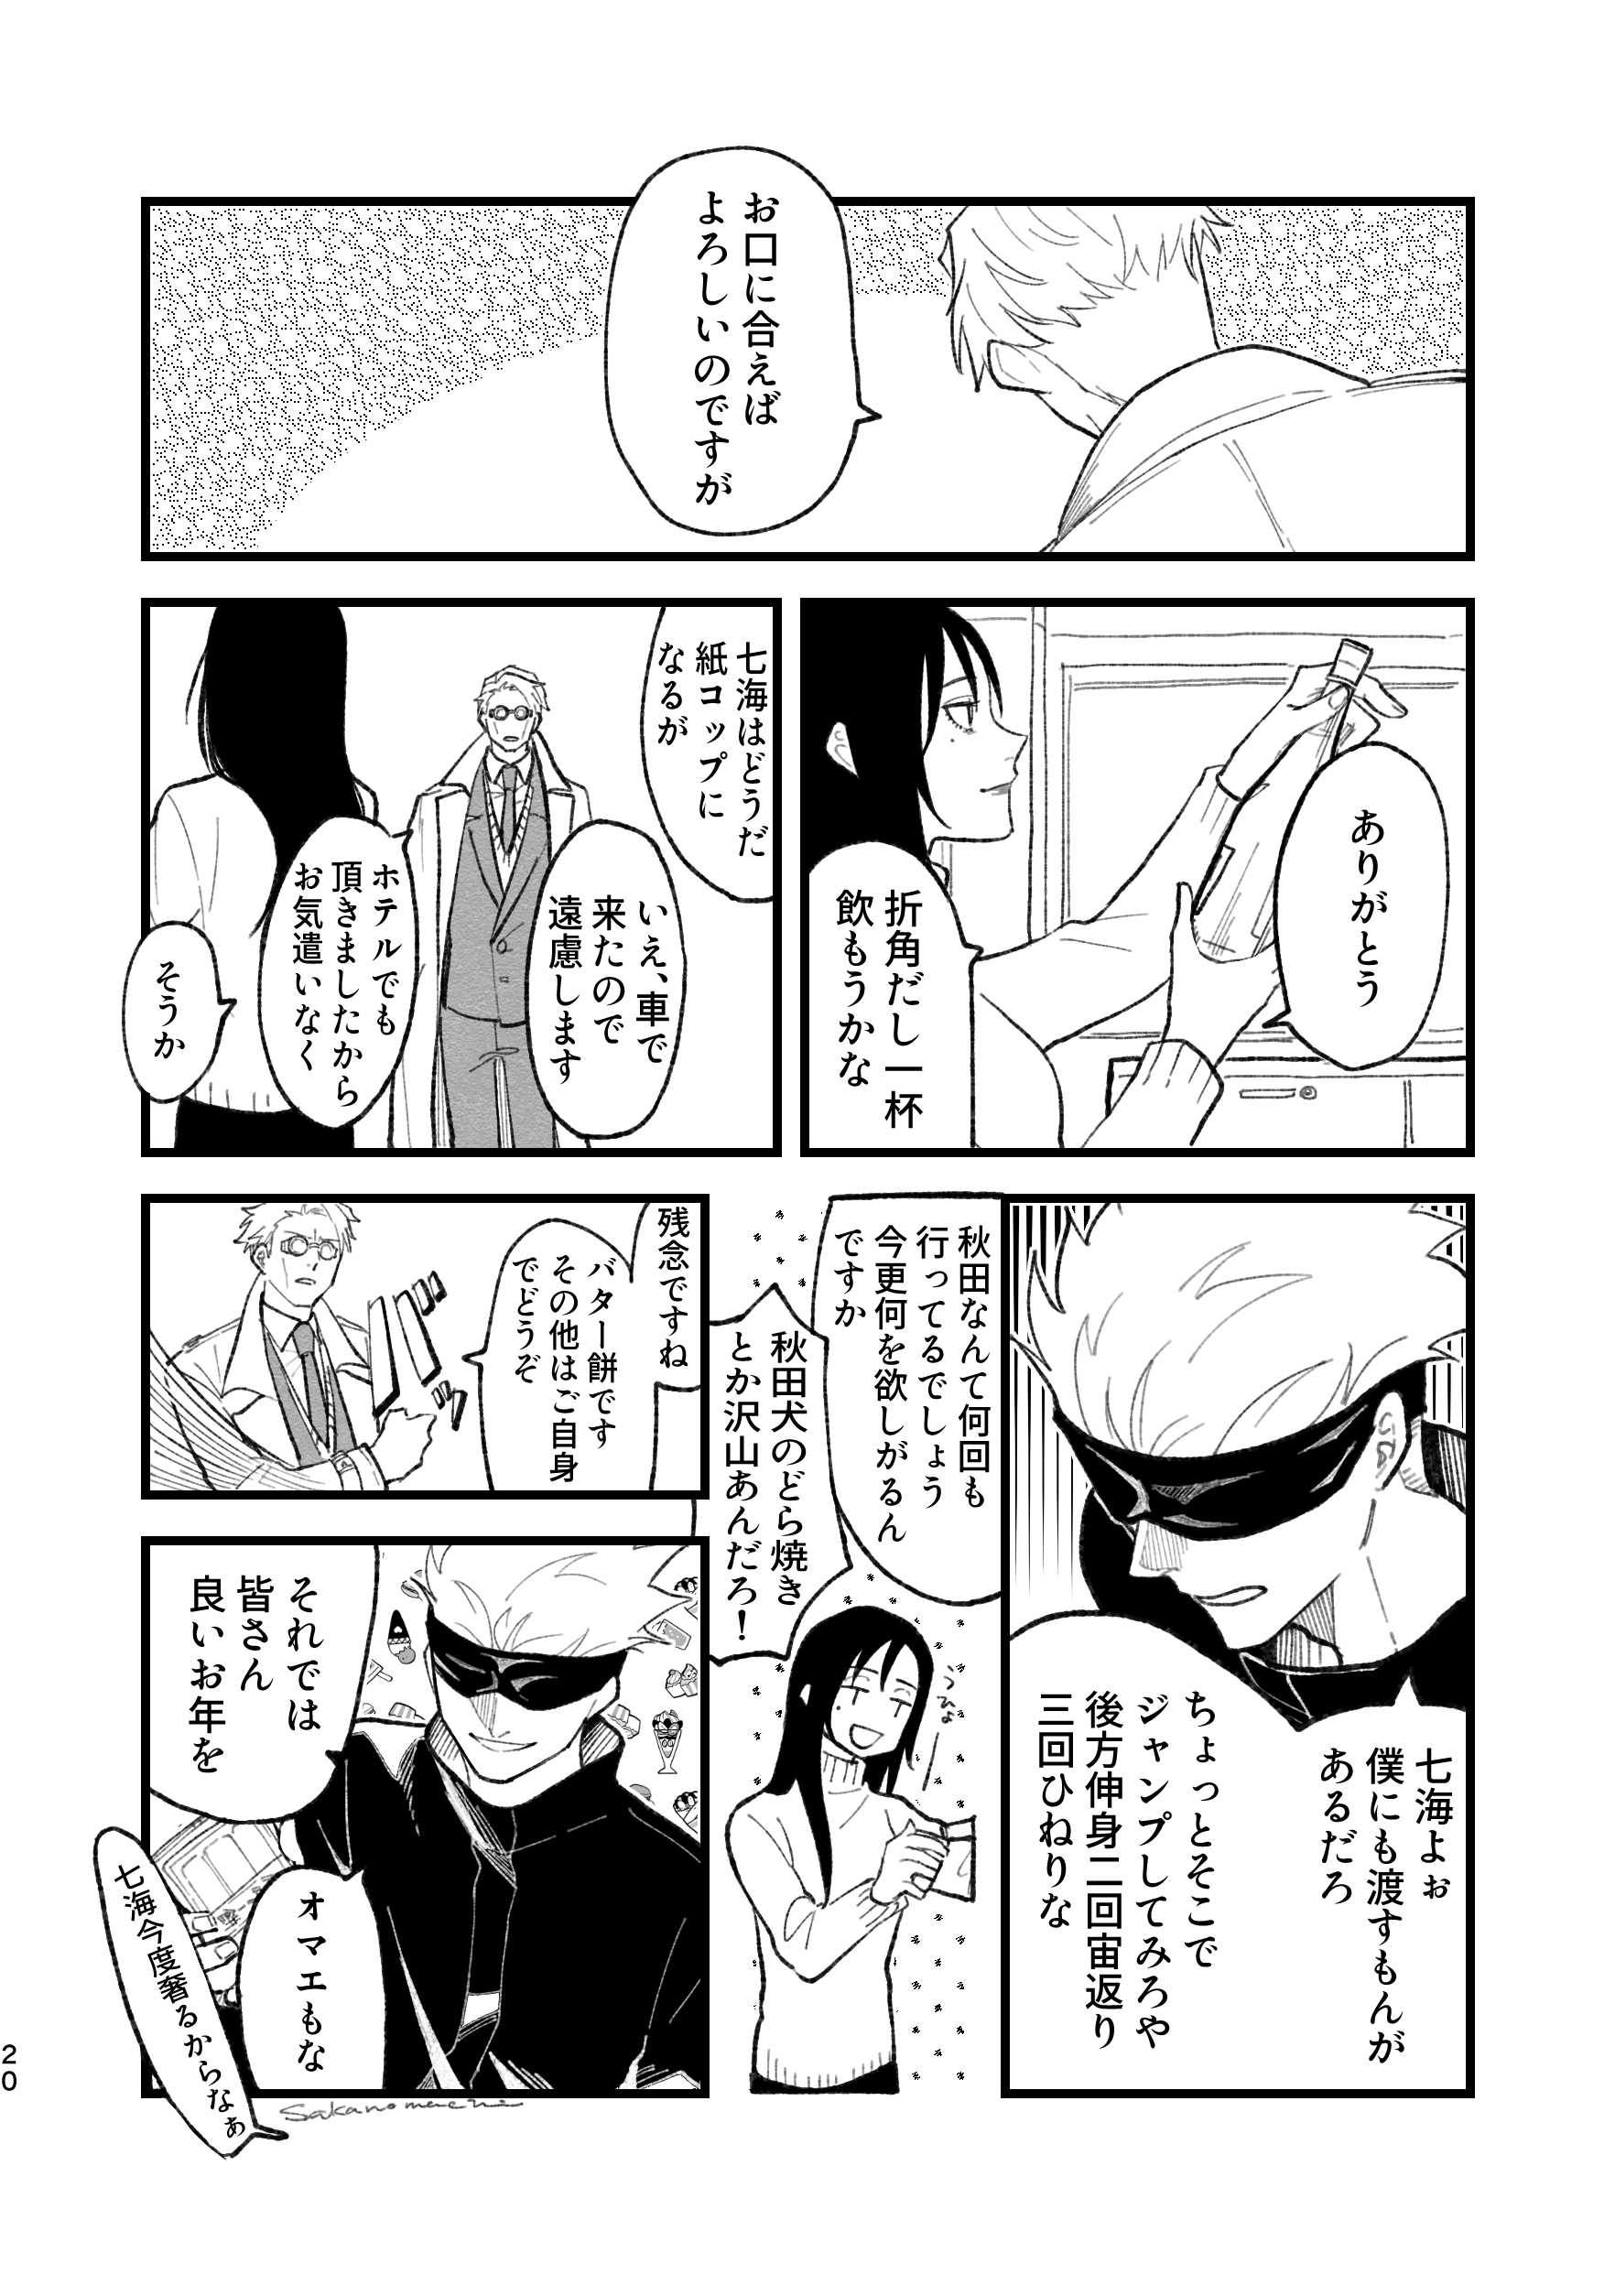 お口に合えば
よろしいのですが
ありがとう
折角だし一杯
飲もうかな
七海はどうだ
紙コップに
なるが
いえ、車で
来たので
遠慮します
ホテルでも
頂きましたから
お気遣いなく
そうか
七海よぉ
僕にも渡すもんが
あるだろ
ちょっとそこで
ジャンプしてみろや
後方伸身二回宙返り
三回ひねりな
秋田なんて何回も
行ってるでしょう
今更何を欲しがるん
ですか
秋田犬のどら焼き
とか沢山あんだろ!
うひょー
残念ですね
バター餅です
その他はご自身
でどうぞ
バッ
それでは
皆さん
良いお年を
オマエもな
七海今度奢るからなぁ
Sakanomachi
20